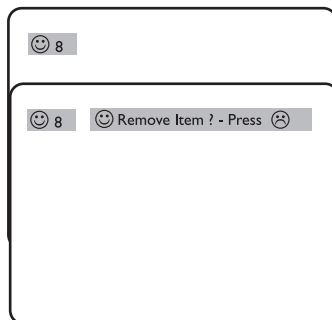 ☺ 8
☺ 8 ☺ Remove Item ? - Press ☹